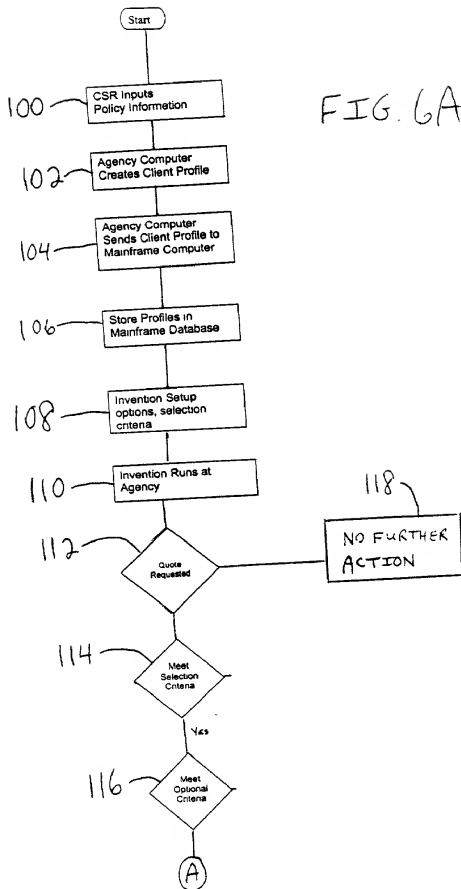 Start
FIG. 6A
100
CSR Inputs
Policy Information
102
Agency Computer
Creates Client Profile
104
Agency Computer
Sends Client Profile to
Mainframe Computer
106
Store Profiles in
Mainframe Database
108
Invention Setup
options, selection
criteria
110
Invention Runs at
Agency
112
Quote
Requested
118
NO FURTHER
ACTION
114
Meet
Selection
Criteria
Yes
116
Meet
Optional
Criteria
A